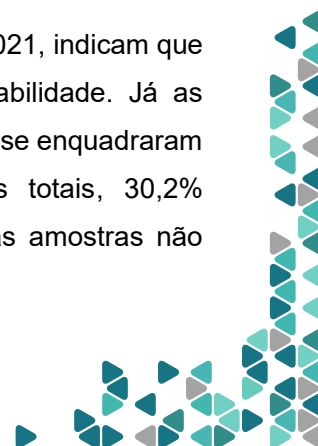 021, indicam que
abilidade. Já as
se enquadraram
s totais, 30,2%
as amostras não